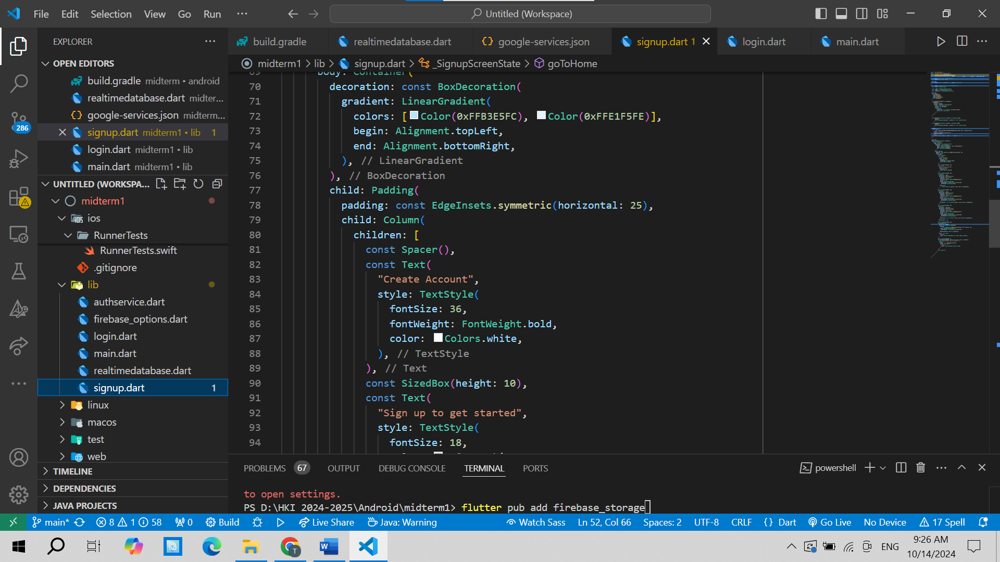 File Edit Selection View Go Run ··· Untitled (Workspace)
EXPLORER
OPEN EDITORS
build.gradle midterm • android
realtimedatabase.dart midter...
google-services.json midterm...
signup.dart midterm1 • lib 1
login.dart midterm1 • lib
main.dart midterm1 • lib
UNTITLED (WORKSPA...
midterm1
ios
RunnerTests
RunnerTests.swift
.gitignore
lib
authservice.dart
firebase_options.dart
login.dart
main.dart
realtimedatabase.dart
signup.dart 1
linux
macos
test
web
TIMELINE
DEPENDENCIES
JAVA PROJECTS
286
build.gradle realtimedatabase.dart google-services.json signup.dart 1 login.dart main.dart
midterm1 > lib > signup.dart > _SignupScreenState > goToHome
69 body: Container(
70 decoration: const BoxDecoration(
71 gradient: LinearGradient(
72 colors: [Color(0xFFB3E5FC), Color(0xFFE1F5FE)],
73 begin: Alignment.topLeft,
74 end: Alignment.bottomRight,
75 ), // LinearGradient
76 ), // BoxDecoration
77 child: Padding(
78 padding: const EdgeInsets.symmetric(horizontal: 25),
79 child: Column(
80 children: [
81 const Spacer(),
82 const Text(
83 "Create Account",
84 style: TextStyle(
85 fontSize: 36,
86 fontWeight: FontWeight.bold,
87 color: Colors.white,
88 ), // TextStyle
89 ), // Text
90 const SizedBox(height: 10),
91 const Text(
92 "Sign up to get started",
93 style: TextStyle(
94 fontSize: 18,
PROBLEMS 67 OUTPUT DEBUG CONSOLE TERMINAL PORTS powershell
to open settings.
PS D:\HKI 2024-2025\Android\midterm1> flutter pub add firebase_storage
main* 8 1 58 0 Build Live Share Java: Warning Watch Sass Ln 52, Col 66 Spaces: 2 UTF-8 CRLF { } Dart Go Live No Device 17 Spell
T
W
ENG
9:26 AM
10/14/2024